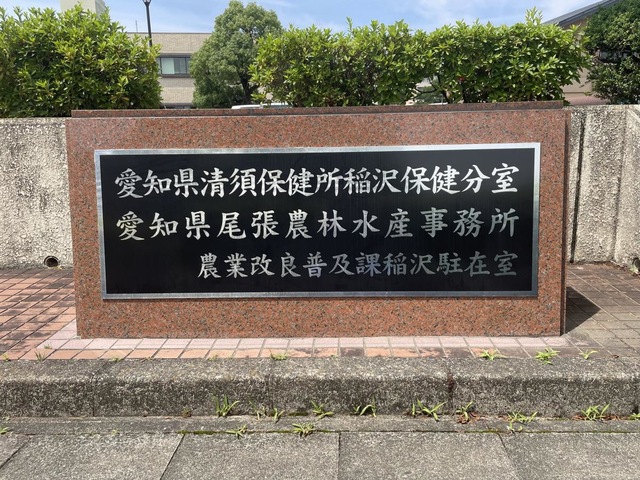 愛知県清須保健所稲沢保健分室
愛知県尾張農林水産事務所
農業改良普及課稲沢駐在室